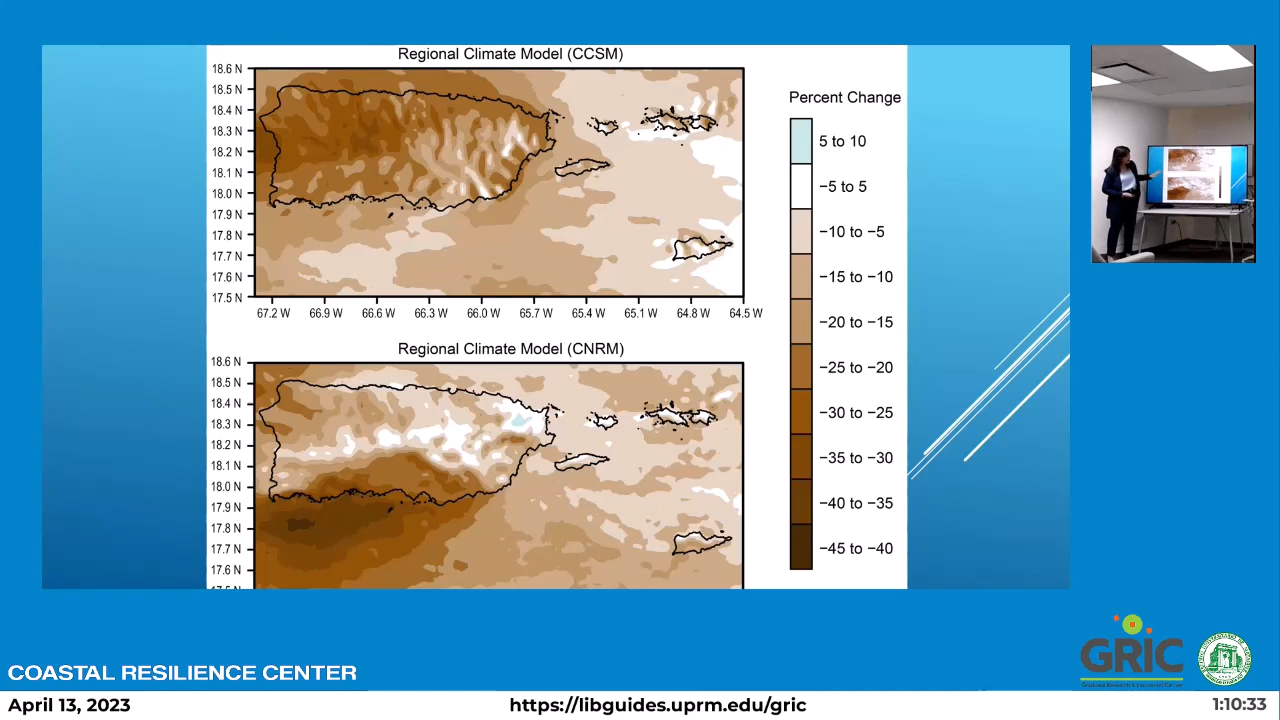 Regional Climate Model (CCSM)
18.6 N
18.5 N
18.4 N
18.3 N
18.2 N
18.1 N
18.0 N
17.9 N
17.8 N
17.7 N
17.6 N
17.5 N
67.2 W 66.9 W 66.6 W 66.3 W 66.0 W 65.7 W 65.4 W 65.1 W 64.8 W 64.5 W
Percent Change
5 to 10
−5 to 5
−10 to −5
−15 to −10
−20 to −15
−25 to −20
−30 to −25
−35 to −30
−40 to −35
−45 to −40
Regional Climate Model (CNRM)
18.6 N
18.5 N
18.4 N
18.3 N
18.2 N
18.1 N
18.0 N
17.9 N
17.8 N
17.7 N
17.6 N
GRIC
COASTAL RESILIENCE CENTER
April 13, 2023
https://libguides.uprm.edu/gric
1:10:33